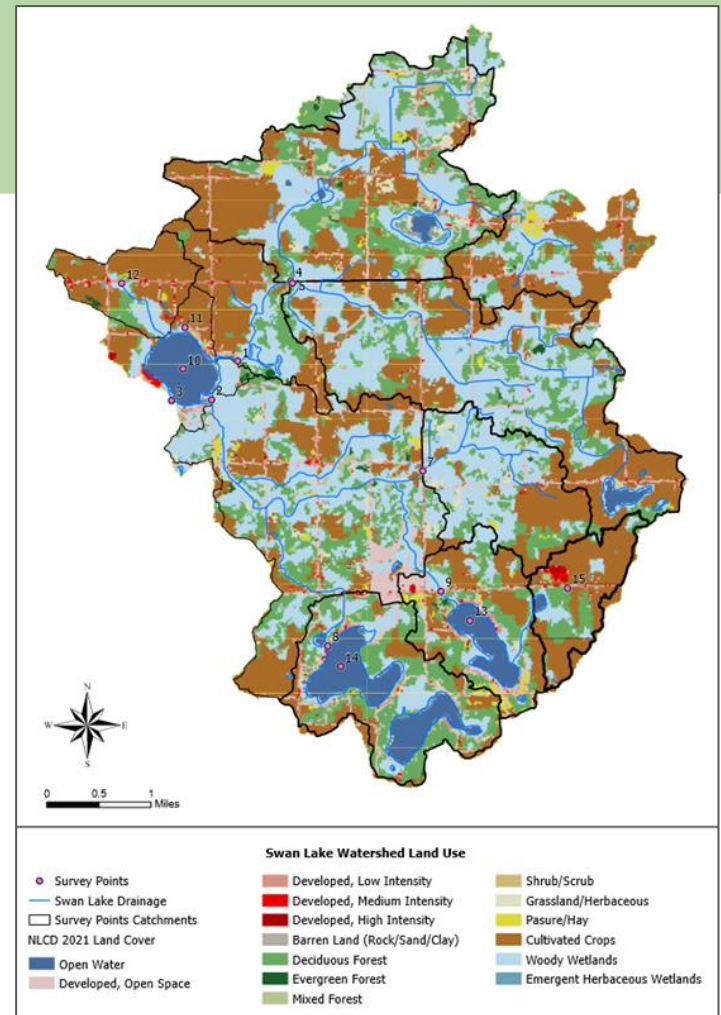 12
4
5
11
10
1
3
2
7
9
15
13
8
14
N
W E
S
0 0.5 1
Miles
Swan Lake Watershed Land Use
Survey Points
Swan Lake Drainage
Survey Points Catchments
NLCD 2021 Land Cover
Open Water
Developed, Open Space
Developed, Low Intensity
Developed, Medium Intensity
Developed, High Intensity
Barren Land (Rock/Sand/Clay)
Deciduous Forest
Evergreen Forest
Mixed Forest
Shrub/Scrub
Grassland/Herbaceous
Pasure/Hay
Cultivated Crops
Woody Wetlands
Emergent Herbaceous Wetlands